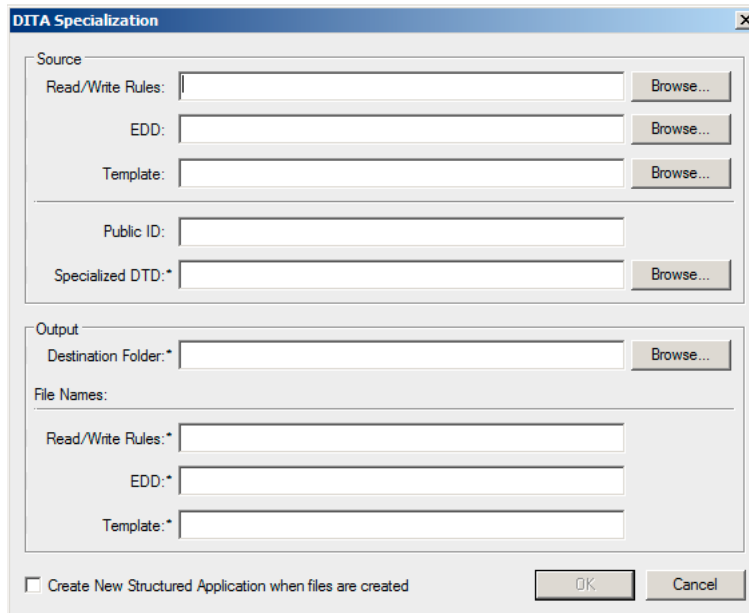 DITA Specialization
Source
Read/Write Rules: Browse...
EDD: Browse...
Template: Browse...
Public ID:
Specialized DTD:* Browse...
Output
Destination Folder:* Browse...
File Names:
Read/Write Rules:*
EDD:*
Template:*
Create New Structured Application when files are created OK Cancel